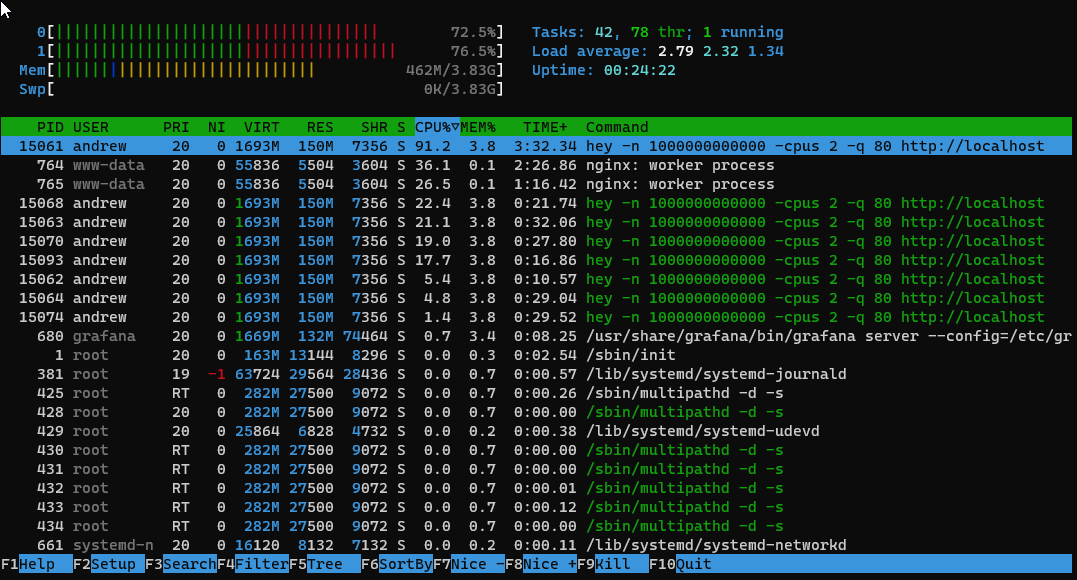 0[||||||||||||||||||||||||||||||||||||72.5%] Tasks: 42, 78 thr; 1 running
1[||||||||||||||||||||||||||||||||||||||76.5%] Load average: 2.79 2.32 1.34
Mem[|||||||||||||||||||||||||||||462M/3.83G] Uptime: 00:24:22
Swp[0K/3.83G]
PID USER PRI NI VIRT RES SHR S CPU%▽MEM% TIME+ Command
15061 andrew 20 0 1693M 150M 7356 S 91.2 3.8 3:32.34 hey -n 1000000000000 -cpus 2 -q 80 http://localhost
764 www-data 20 0 55836 5504 3604 S 36.1 0.1 2:26.86 nginx: worker process
765 www-data 20 0 55836 5504 3604 S 26.5 0.1 1:16.42 nginx: worker process
15068 andrew 20 0 1693M 150M 7356 S 22.4 3.8 0:21.74 hey -n 1000000000000 -cpus 2 -q 80 http://localhost
15063 andrew 20 0 1693M 150M 7356 S 21.1 3.8 0:32.06 hey -n 1000000000000 -cpus 2 -q 80 http://localhost
15070 andrew 20 0 1693M 150M 7356 S 19.0 3.8 0:27.80 hey -n 1000000000000 -cpus 2 -q 80 http://localhost
15093 andrew 20 0 1693M 150M 7356 S 17.7 3.8 0:16.86 hey -n 1000000000000 -cpus 2 -q 80 http://localhost
15062 andrew 20 0 1693M 150M 7356 S 5.4 3.8 0:10.57 hey -n 1000000000000 -cpus 2 -q 80 http://localhost
15064 andrew 20 0 1693M 150M 7356 S 4.8 3.8 0:29.04 hey -n 1000000000000 -cpus 2 -q 80 http://localhost
15074 andrew 20 0 1693M 150M 7356 S 1.4 3.8 0:29.52 hey -n 1000000000000 -cpus 2 -q 80 http://localhost
680 grafana 20 0 1669M 132M 74464 S 0.7 3.4 0:08.25 /usr/share/grafana/bin/grafana server --config=/etc/gr
1 root 20 0 163M 13144 8296 S 0.0 0.3 0:02.54 /sbin/init
381 root 19 -1 63724 29564 28436 S 0.0 0.7 0:00.57 /lib/systemd/systemd-journald
425 root RT 0 282M 27500 9072 S 0.0 0.7 0:00.26 /sbin/multipathd -d -s
428 root 20 0 282M 27500 9072 S 0.0 0.7 0:00.00 /sbin/multipathd -d -s
429 root 20 0 25864 6828 4732 S 0.0 0.2 0:00.38 /lib/systemd/systemd-udevd
430 root RT 0 282M 27500 9072 S 0.0 0.7 0:00.00 /sbin/multipathd -d -s
431 root RT 0 282M 27500 9072 S 0.0 0.7 0:00.00 /sbin/multipathd -d -s
432 root RT 0 282M 27500 9072 S 0.0 0.7 0:00.01 /sbin/multipathd -d -s
433 root RT 0 282M 27500 9072 S 0.0 0.7 0:00.12 /sbin/multipathd -d -s
434 root RT 0 282M 27500 9072 S 0.0 0.7 0:00.00 /sbin/multipathd -d -s
661 systemd-n 20 0 16120 8132 7132 S 0.0 0.2 0:00.11 /lib/systemd/systemd-networkd
F1Help F2Setup F3SearchF4FilterF5Tree F6SortByF7Nice -F8Nice +F9Kill F10Quit